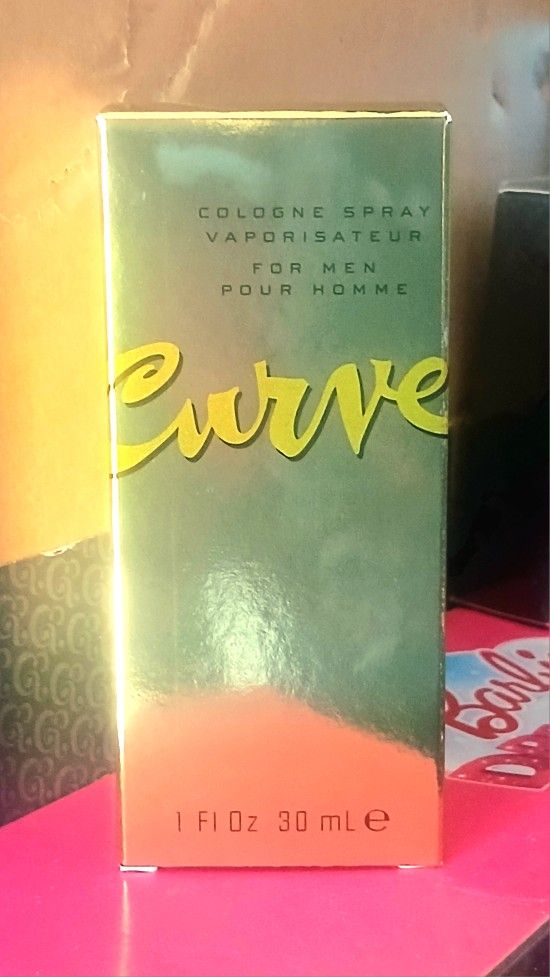 COLOGNE SPRAY
VAPORISATEUR
FOR MEN
POUR HOMME
Curve
1 Fl Oz 30 mL ℮